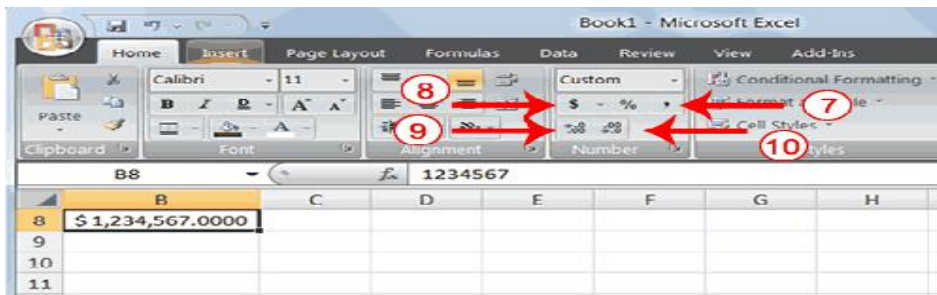 Book1 - Microsoft Excel
Home Insert Page Layout Formulas Data Review View Add-Ins
Calibri 11 Custom Conditional Formatting
8 $ % , 7
Paste B I D A A Format
9 A .00 Cell Styles
10
Clipboard Font Alignment Number
B8 fx 1234567
B C D E F G H
8 $ 1,234,567.0000
9
10
11